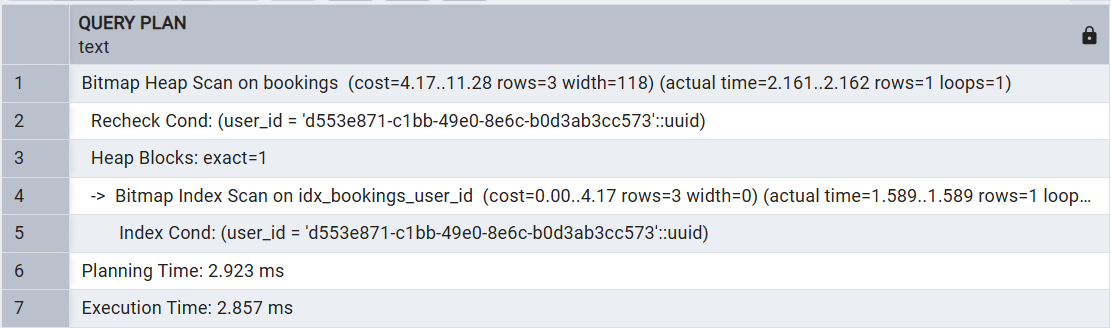 QUERY PLAN
text
1 Bitmap Heap Scan on bookings (cost=4.17..11.28 rows=3 width=118) (actual time=2.161..2.162 rows=1 loops=1)
2 Recheck Cond: (user_id = 'd553e871-c1bb-49e0-8e6c-b0d3ab3cc573'::uuid)
3 Heap Blocks: exact=1
4 -> Bitmap Index Scan on idx_bookings_user_id (cost=0.00..4.17 rows=3 width=0) (actual time=1.589..1.589 rows=1 loop...
5 Index Cond: (user_id = 'd553e871-c1bb-49e0-8e6c-b0d3ab3cc573'::uuid)
6 Planning Time: 2.923 ms
7 Execution Time: 2.857 ms